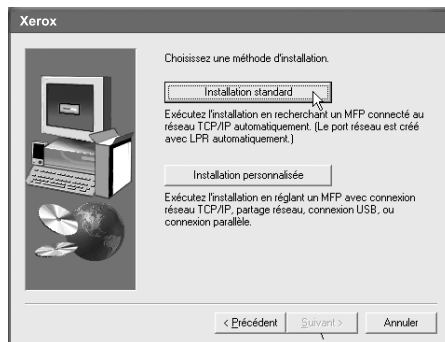 Xerox
Choisissez une méthode d'installation.
Installation standard
Exécutez l'installation en recherchant un MFP connecté au
réseau TCP/IP automatiquement. (Le port réseau est créé
avec LPR automatiquement.)
Installation personnalisée
Exécutez l'installation en réglant un MFP avec connexion
réseau TCP/IP, partage réseau, connexion USB, ou
connexion parallèle.
< Précédent Suivant > Annuler